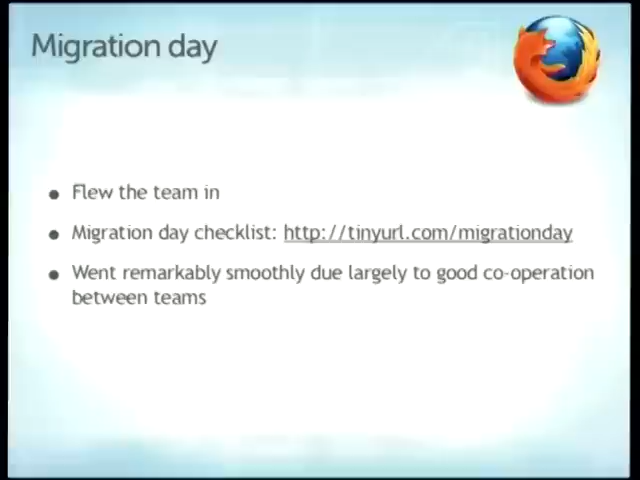 Migration day
• Flew the team in
• Migration day checklist: http://tinyurl.com/migrationday
• Went remarkably smoothly due largely to good co-operation
between teams